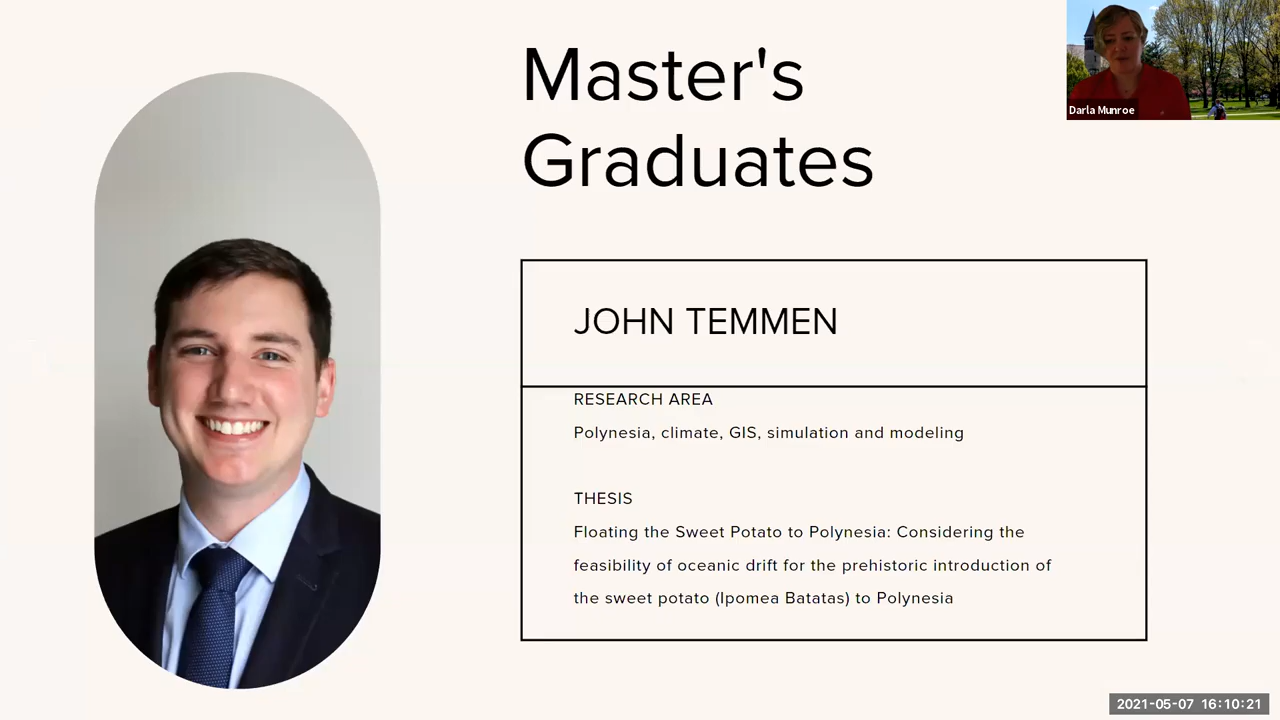 Master's
Graduates
Darla Munroe
JOHN TEMMEN
RESEARCH AREA
Polynesia, climate, GIS, simulation and modeling
THESIS
Floating the Sweet Potato to Polynesia: Considering the
feasibility of oceanic drift for the prehistoric introduction of
the sweet potato (Ipomea Batatas) to Polynesia
2021-05-07 16:10:21